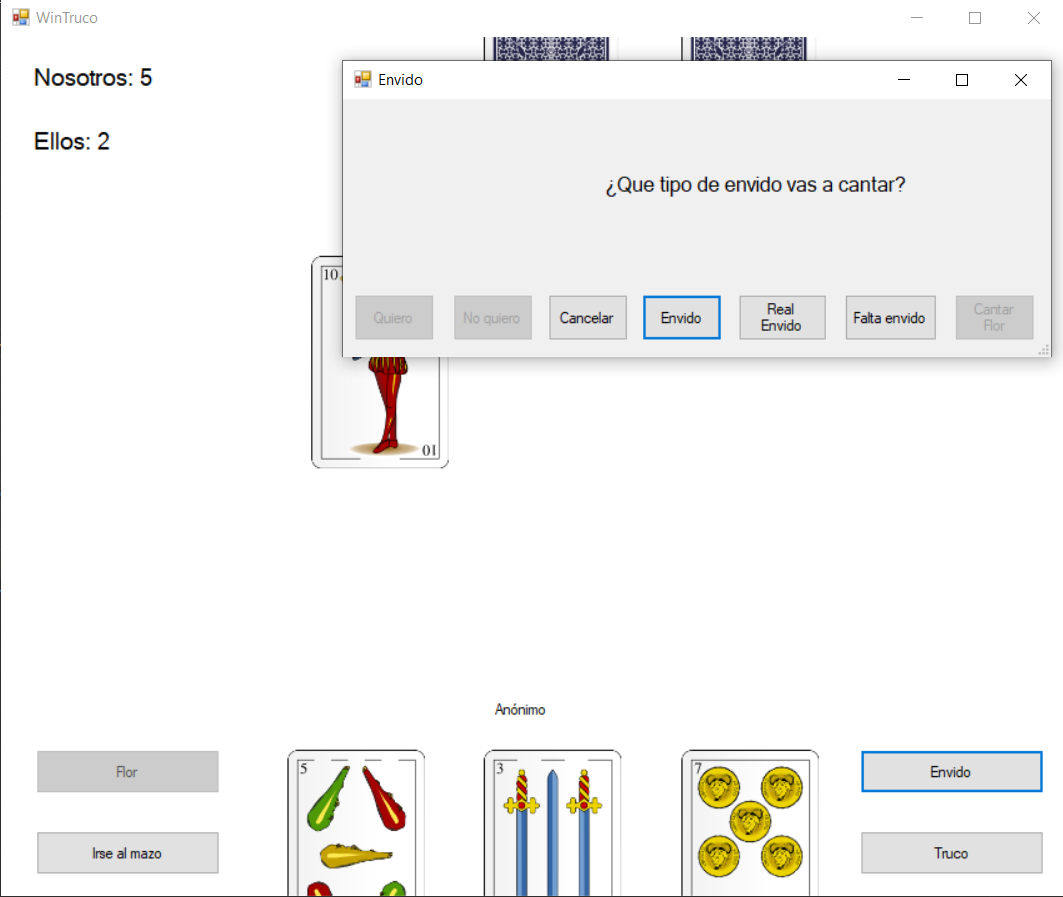 WinTruco
Nosotros: 5
Ellos: 2
Envido
¿Que tipo de envido vas a cantar?
Quiero
No quiero
Cancelar
Envido
Real
Envido
Falta envido
Cantar
Flor
10
10
Anónimo
Flor
Irse al mazo
5
3
7
Envido
Truco